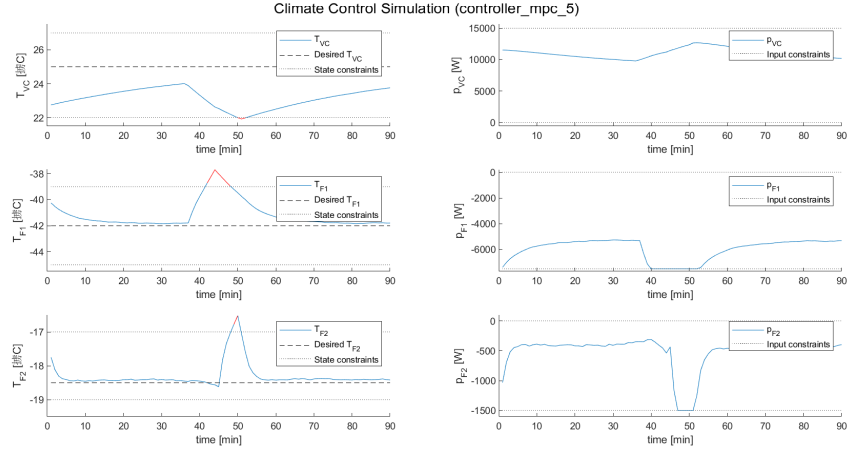 Climate Control Simulation (controller_mpc_5)
T_VC [搊C]
26
24
22
T_VC
Desired T_VC
State constraints
0 10 20 30 40 50 60 70 80 90
time [min]
p_VC [W]
15000
10000
5000
0
p_VC
Input constraints
0 10 20 30 40 50 60 70 80 90
time [min]
T_F1 [搊C]
-38
-40
-42
-44
T_F1
Desired T_F1
State constraints
0 10 20 30 40 50 60 70 80 90
time [min]
p_F1 [W]
0
-2000
-4000
-6000
p_F1
Input constraints
0 10 20 30 40 50 60 70 80 90
time [min]
T_F2 [搊C]
-17
-18
-19
T_F2
Desired T_F2
State constraints
0 10 20 30 40 50 60 70 80 90
time [min]
p_F2 [W]
0
-500
-1000
-1500
p_F2
Input constraints
0 10 20 30 40 50 60 70 80 90
time [min]